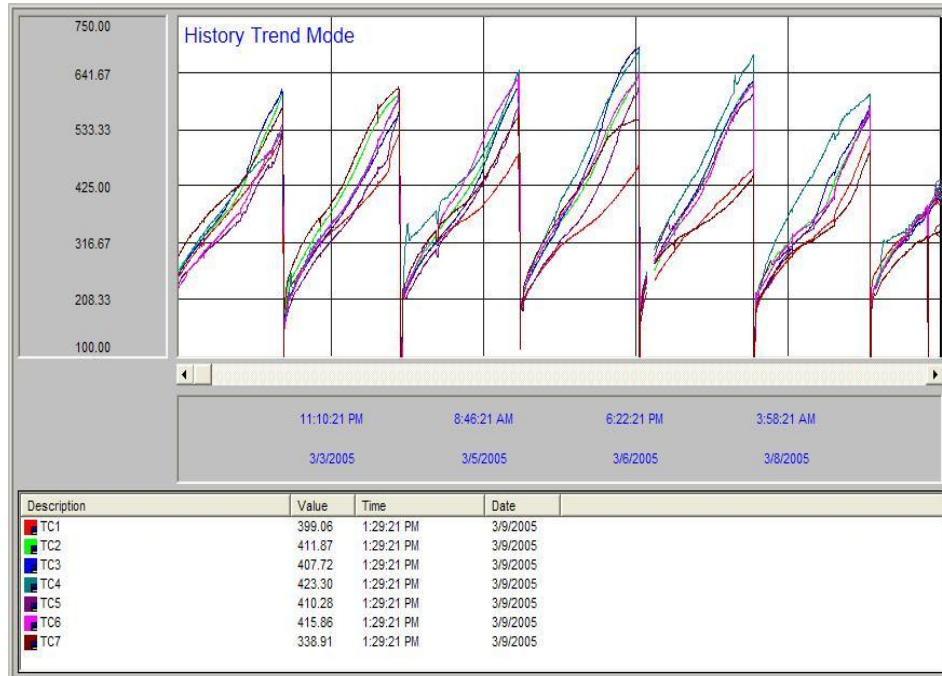 750.00
History Trend Mode
641.67
533.33
425.00
316.67
208.33
100.00
11:10:21 PM 8:46:21 AM 6:22:21 PM 3:58:21 AM
3/3/2005 3/5/2005 3/6/2005 3/8/2005
Description Value Time Date
TC1 399.06 1:29:21 PM 3/9/2005
TC2 411.87 1:29:21 PM 3/9/2005
TC3 407.72 1:29:21 PM 3/9/2005
TC4 423.30 1:29:21 PM 3/9/2005
TC5 410.28 1:29:21 PM 3/9/2005
TC6 415.86 1:29:21 PM 3/9/2005
TC7 338.91 1:29:21 PM 3/9/2005